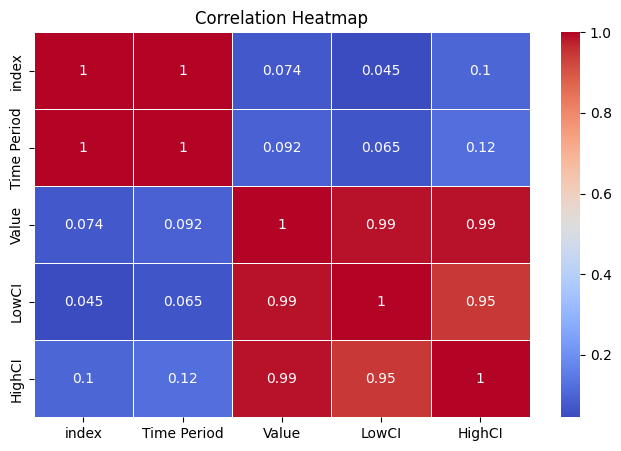 Correlation Heatmap
index 1 1 0.074 0.045 0.1
Time Period 1 1 0.092 0.065 0.12
Value 0.074 0.092 1 0.99 0.99
LowCI 0.045 0.065 0.99 1 0.95
HighCI 0.1 0.12 0.99 0.95 1
index Time Period Value LowCI HighCI
1.0
0.8
0.6
0.4
0.2